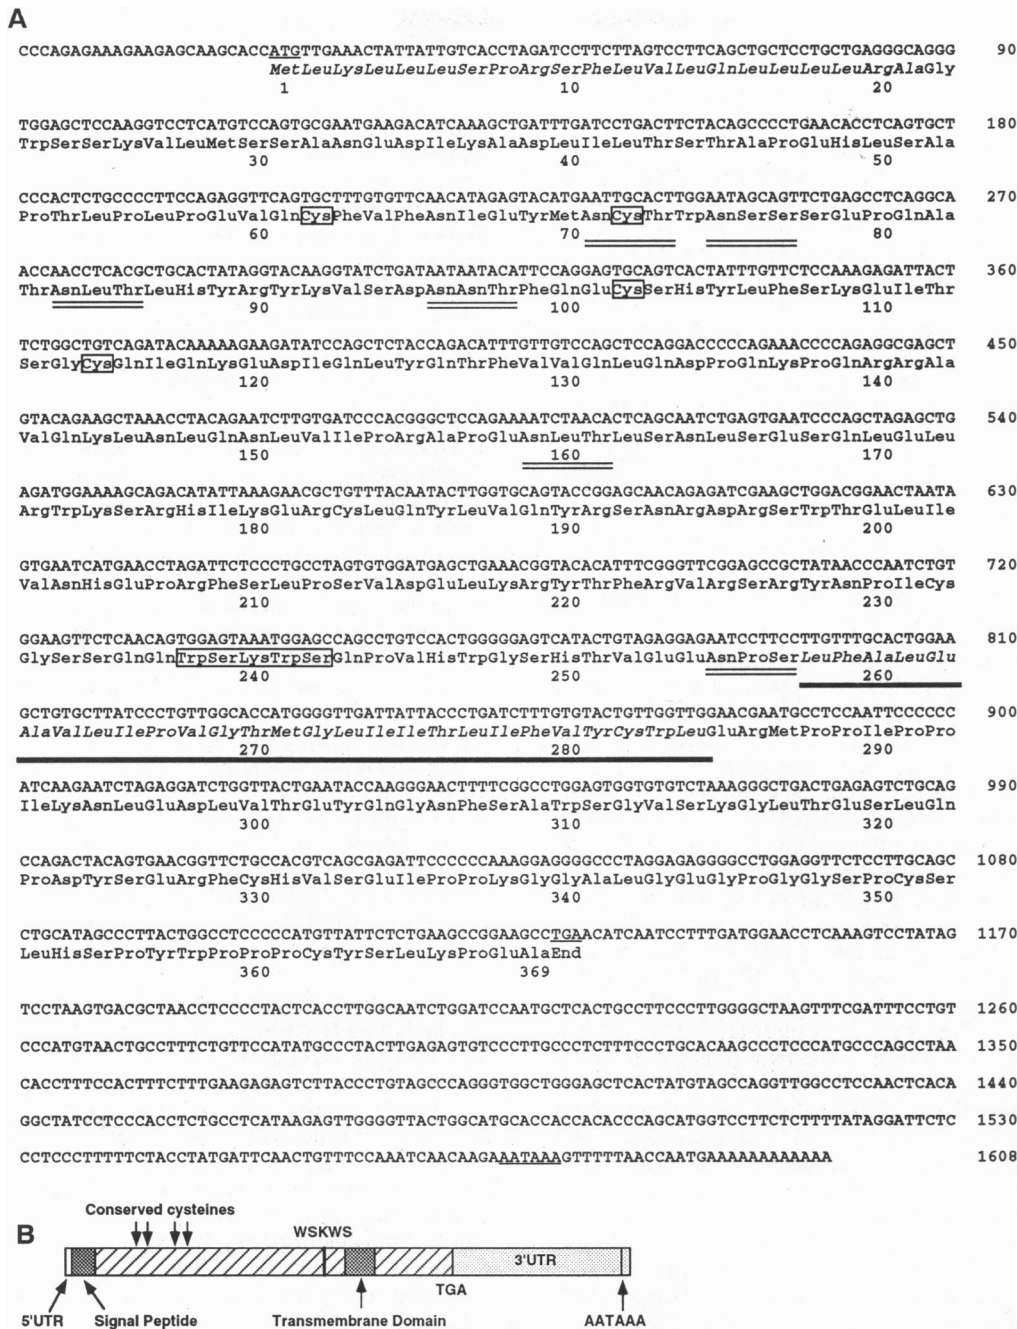 A
CCCAGAGAAAGAAGAGCAAGCACCATGTTGAAACTATTATTGTCACCTAGATCCTTCTTAGTCCTTCAGCTGCTCCTGCTGAGGGCAGGG 90
MetLeuLysLeuLeuLeuSerProArgSerPheLeuValLeuGlnLeuLeuLeuLeuArgAlaGly
1 10 20
TGGAGCTCCAAGGTCCTCATGTCCAGTGCGAATGAAGACATCAAAGCTGATTTGATCCTGACTTCTACAGCCCCTGAACACCTCAGTGCT 180
TrpSerSerLysValLeuMetSerSerAlaAsnGluAspIleLysAlaAspLeuIleLeuThrSerThrAlaProGluHisLeuSerAla
30 40 50
CCCACTCTGCCCCTTCCAGAGGTTCAGTGCTTTGTGTTCAACATAGAGTACATGAATTGCACTTGGAATAGCAGTTCTGAGCCTCAGGCA 270
ProThrLeuProLeuProGluValGlnCysPheValPheAsnIleGluTyrMetAsnCysThrTrpAsnSerSerSerGluProGlnAla
60 70 80
ACCAACCTCACGCTGCACTATAGGTACAAGGTATCTGATAATAATACATTCCAGGAGTGCAGTCACTATTTGTTCTCCAAAGAGATTACT 360
ThrAsnLeuThrLeuHisTyrArgTyrLysValSerAspAsnAsnThrPheGlnGluCysSerHisTyrLeuPheSerLysGluIleThr
90 100 110
TCTGGCTGTCAGATACAAAAAGAAGATATCCAGCTCTACCAGACATTTGTTGTCCAGCTCCAGGACCCCCAGAAACCCCAGAGGCGAGCT 450
SerGlyCysGlnIleGlnLysGluAspIleGlnLeuTyrGlnThrPheValValGlnLeuGlnAspProGlnLysProGlnArgArgAla
120 130 140
GTACAGAAGCTAAACCTACAGAATCTTGTGATCCCACGGGCTCCAGAAAATCTAACACTCAGCAATCTGAGTGAATCCCAGCTAGAGCTG 540
ValGlnLysLeuAsnLeuGlnAsnLeuValIleProArgAlaProGluAsnLeuThrLeuSerAsnLeuSerGluSerGlnLeuGluLeu
150 160 170
AGATGGAAAAGCAGACATATTAAAGAACGCTGTTTACAATACTTGGTGCAGTACCGGAGCAACAGAGATCGAAGCTGGACGGAACTAATA 630
ArgTrpLysSerArgHisIleLysGluArgCysLeuGlnTyrLeuValGlnTyrArgSerAsnArgAspArgSerTrpThrGluLeuIle
180 190 200
GTGAATCATGAACCTAGATTCTCCCTGCCTAGTGTGGATGAGCTGAAACGGTACACATTTCGGGTTCGGAGCCGCTATAACCCAATCTGT 720
ValAsnHisGluProArgPheSerLeuProSerValAspGluLeuLysArgTyrThrPheArgValArgSerArgTyrAsnProIleCys
210 220 230
GGAAGTTCTCAACAGTGGAGTAAATGGAGCCAGCCTGTCCACTGGGGGAGTCATACTGTAGAGGAGAATCCTTCCTTGTTTGCACTGGAA 810
GlySerSerGlnGlnTrpSerLysTrpSerGlnProValHisTrpGlySerHisThrValGluGluAsnProSerLeuPheAlaLeuGlu
240 250 260
GCTGTGCTTATCCCTGTTGGCACCATGGGGTTGATTATTACCCTGATCTTTGTGTACTGTTGGTTGGAACGAATGCCTCCAATTCCCCCC 900
AlaValLeuIleProValGlyThrMetGlyLeuIleIleThrLeuIlePheValTyrCysTrpLeuGluArgMetProProIleProPro
270 280 290
ATCAAGAATCTAGAGGATCTGGTTACTGAATACCAAGGGAACTTTTCGGCCTGGAGTGGTGTGTCTAAAGGGCTGACTGAGAGTCTGCAG 990
IleLysAsnLeuGluAspLeuValThrGluTyrGlnGlyAsnPheSerAlaTrpSerGlyValSerLysGlyLeuThrGluSerLeuGln
300 310 320
CCAGACTACAGTGAACGGTTCTGCCACGTCAGCGAGATTCCCCCCAAAGGAGGGGCCCTAGGAGAGGGGCCTGGAGGTTCTCCTTGCAGC 1080
ProAspTyrSerGluArgPheCysHisValSerGluIleProProLysGlyGlyAlaLeuGlyGluGlyProGlyGlySerProCysSer
330 340 350
CTGCATAGCCCTTACTGGCCTCCCCCATGTTATTCTCTGAAGCCGGAAGCCTGAACATCAATCCTTTGATGGAACCTCAAAGTCCTATAG 1170
LeuHisSerProTyrTrpProProProCysTyrSerLeuLysProGluAlaEnd
360 369
TCCTAAGTGACGCTAACCTCCCCTACTCACCTTGGCAATCTGGATCCAATGCTCACTGCCTTCCCTTGGGGCTAAGTTTCGATTTCCTGT 1260
CCCATGTAACTGCCTTTCTGTTCCATATGCCCTACTTGAGAGTGTCCCTTGCCCTCTTTCCCTGCACAAGCCCTCCCATGCCCAGCCTAA 1350
CACCTTTCCACTTTCTTTGAAGAGAGTCTTACCCTGTAGCCCAGGGTGGCTGGGAGCTCACTATGTAGCCAGGTTGGCCTCCAACTCACA 1440
GGCTATCCTCCCACCTCTGCCTCATAAGAGTTGGGGTTACTGGCATGCACCACCACACCCAGCATGGTCCTTCTCTTTTATAGGATTCTC 1530
CCTCCCTTTTTCTACCTATGATTCAACTGTTTCCAAATCAACAAGAAATAAAGTTTTTAACCAATGAAAAAAAAAAAA 1608
B
Conserved cysteines
WSKWS
3'UTR
TGA
5'UTR Signal Peptide Transmembrane Domain AATAAA